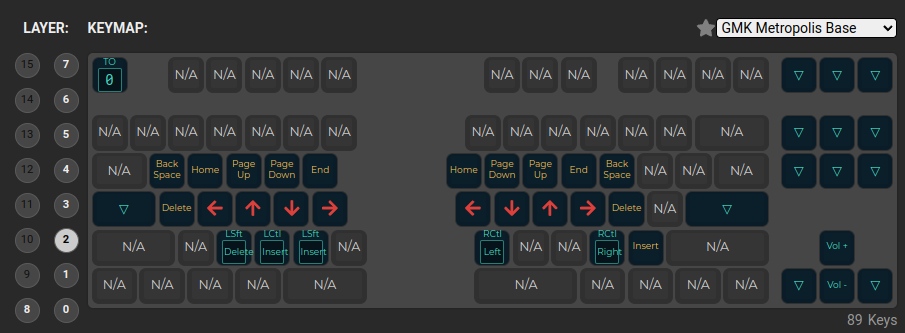 LAYER: KEYMAP: GMK Metropolis Base
15 7 TO 0 N/A N/A N/A N/A N/A N/A N/A N/A N/A N/A N/A N/A ▽ ▽ ▽
14 6
13 5 N/A N/A N/A N/A N/A N/A N/A N/A N/A N/A N/A N/A N/A N/A ▽ ▽ ▽
12 4 N/A Back Space Home Page Up Page Down End Home Page Down Page Up End Back Space N/A N/A N/A ▽ ▽ ▽
11 3 ▽ Delete ← ↑ ↓ → ← ↓ ↑ → Delete N/A ▽
10 2 N/A N/A LSft Delete LCtl Insert LSft Insert N/A RCtl Left N/A N/A RCtl Right Insert N/A Vol +
9 1 N/A N/A N/A N/A N/A N/A N/A N/A N/A N/A ▽ Vol - ▽
8 0
89 Keys